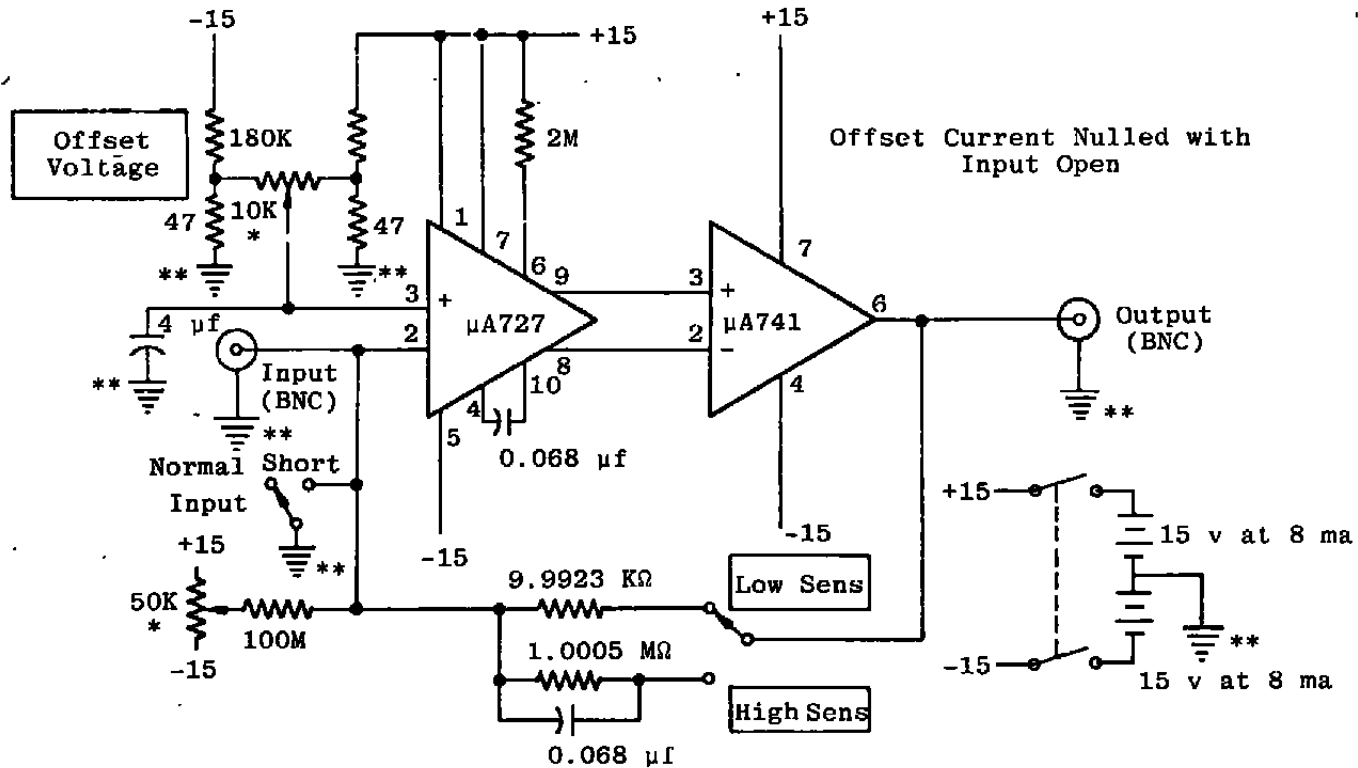 -15
+15
+15
Offset
Voltage
180K
2M
Offset Current Nulled with
Input Open
47
10K
*
47
**
**
1
7
6
9
3
+
μA727
2
8
10
4
5
3
+
μA741
2
-
7
6
4
Output
(BNC)
**
4 μf
**
Input
(BNC)
**
0.068 μf
Normal Short
Input
**
-15
-15
+15
50K
*
-15
100M
9.9923 KΩ
Low Sens
1.0005 MΩ
High Sens
0.068 μf
+15
15 v at 8 ma
**
-15
15 v at 8 ma